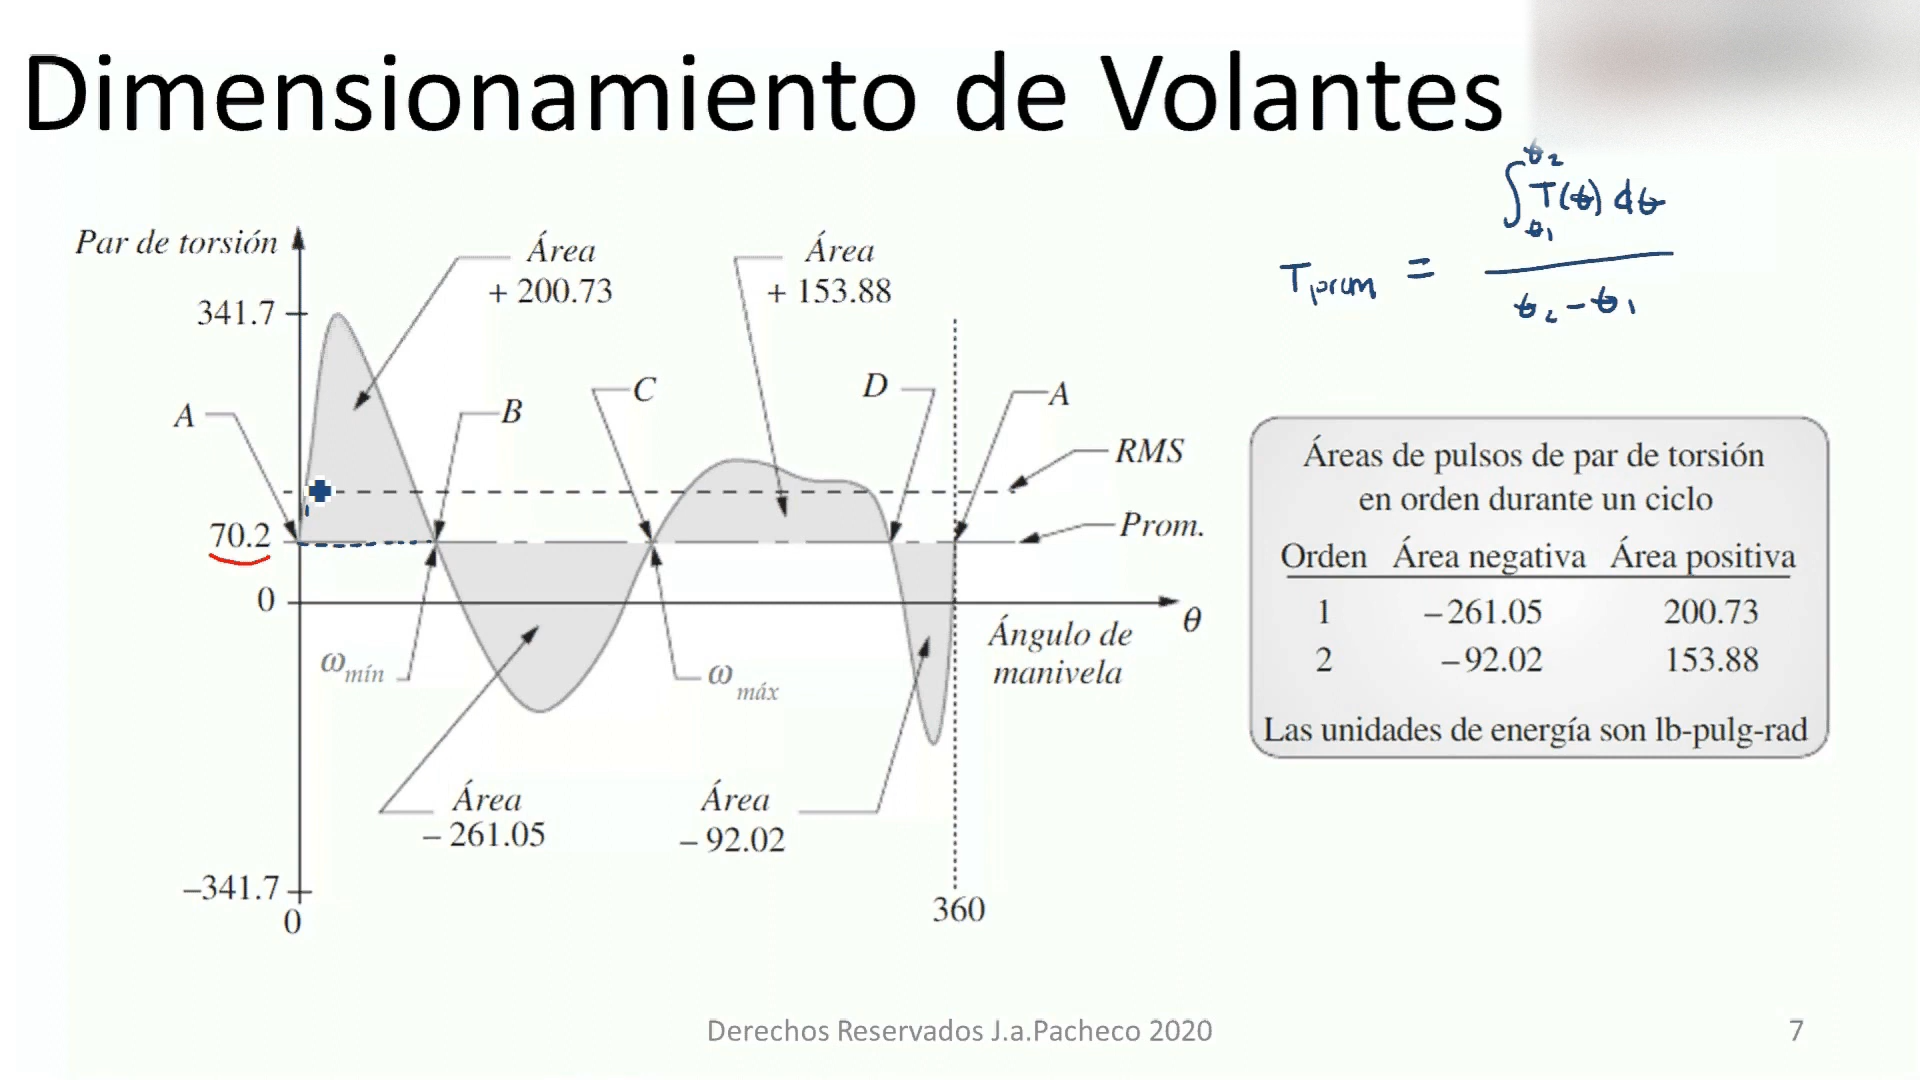 Dimensionamiento de Volantes
∫θ2 θ1 T(θ) dθ
Tprom =
θ2 - θ1
Par de torsión
Área
+ 200.73
Área
+ 153.88
341.7
A
B
C
D
A
RMS
Prom.
70.2
0
θ
Ángulo de
manivela
ωmín
ωmáx
Área
– 261.05
Área
– 92.02
–341.7
0
360
Áreas de pulsos de par de torsión
en orden durante un ciclo
Orden Área negativa Área positiva
1 –261.05 200.73
2 –92.02 153.88
Las unidades de energía son lb-pulg-rad
Derechos Reservados J.a.Pacheco 2020
7